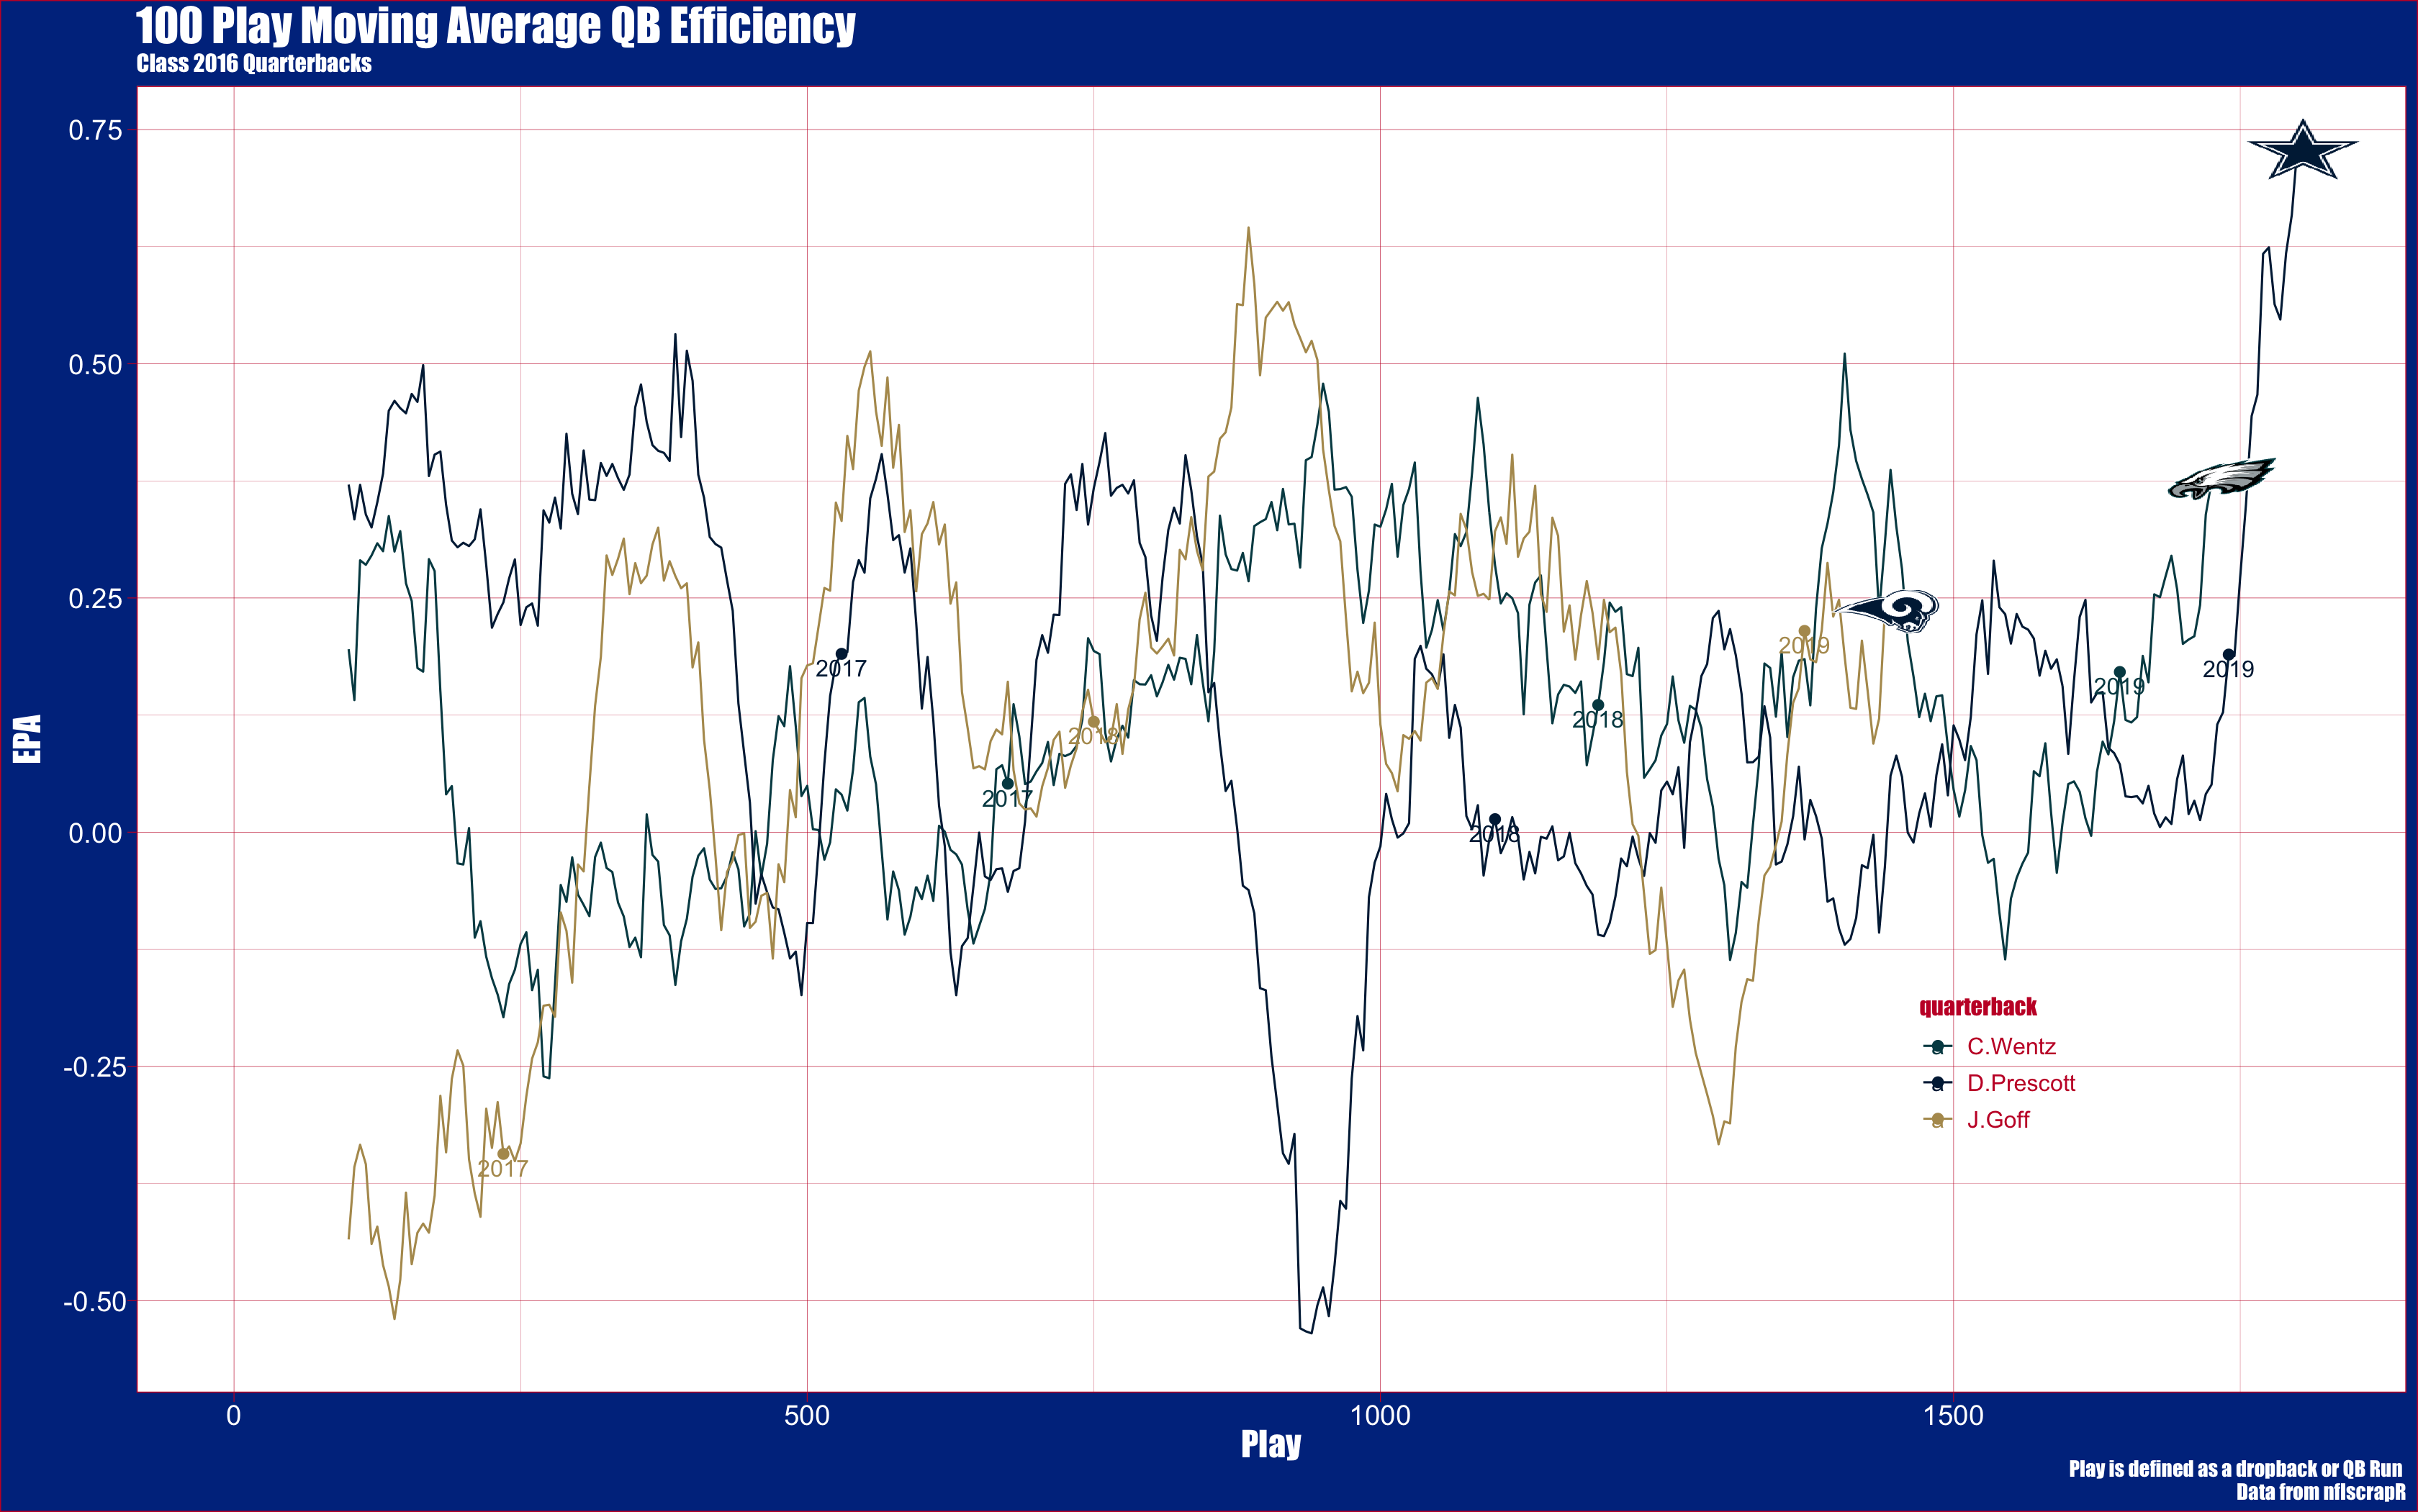 100 Play Moving Average QB Efficiency
Class 2016 Quarterbacks
0.75
0.50
0.25
0.00
-0.25
-0.50
EPA
2017
2017
2017
2018
2018
2018
2019
2019
2019
quarterback
a C.Wentz
a D.Prescott
a J.Goff
0 500 1000 1500
Play
Play is defined as a dropback or QB Run
Data from nflscrapR